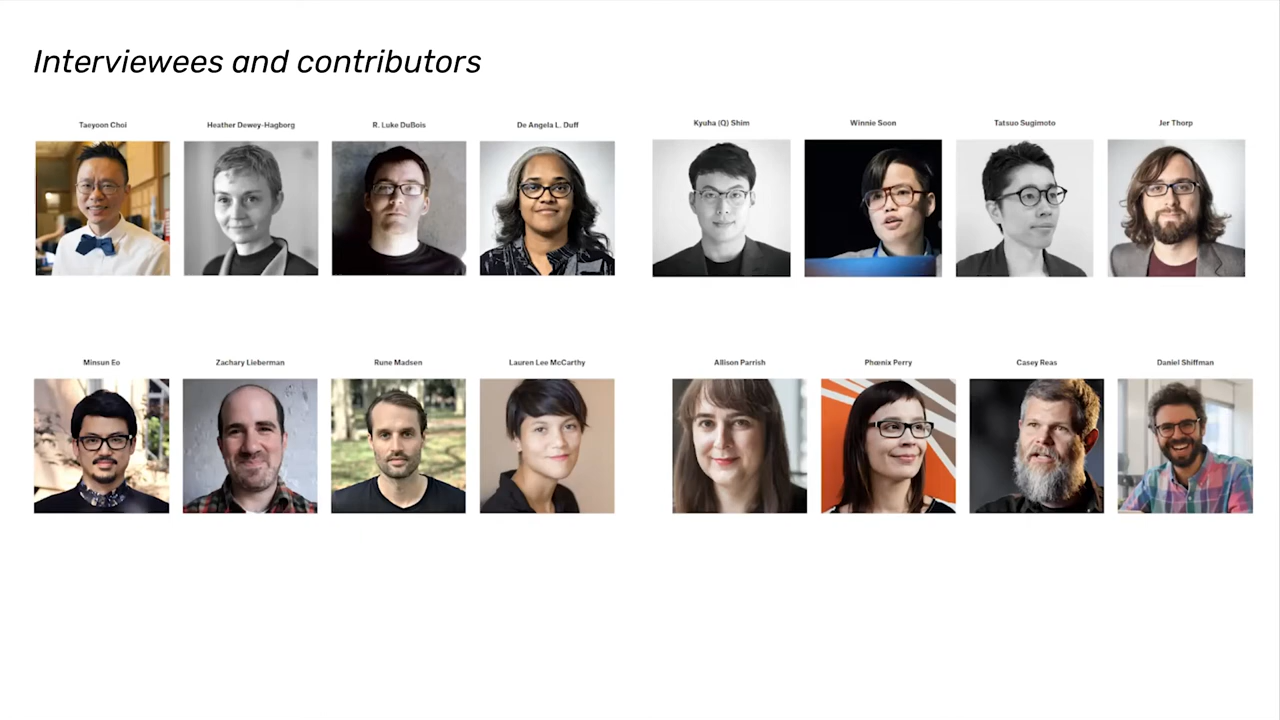 Interviewees and contributors
Taeyoon Choi
Heather Dewey-Hagborg
R. Luke DuBois
De Angela L. Duff
Kyuha (Q) Shim
Winnie Soon
Tatsuo Sugimoto
Jer Thorp
Minsun Eo
Zachary Lieberman
Rune Madsen
Lauren Lee McCarthy
Allison Parrish
Phœnix Perry
Casey Reas
Daniel Shiffman